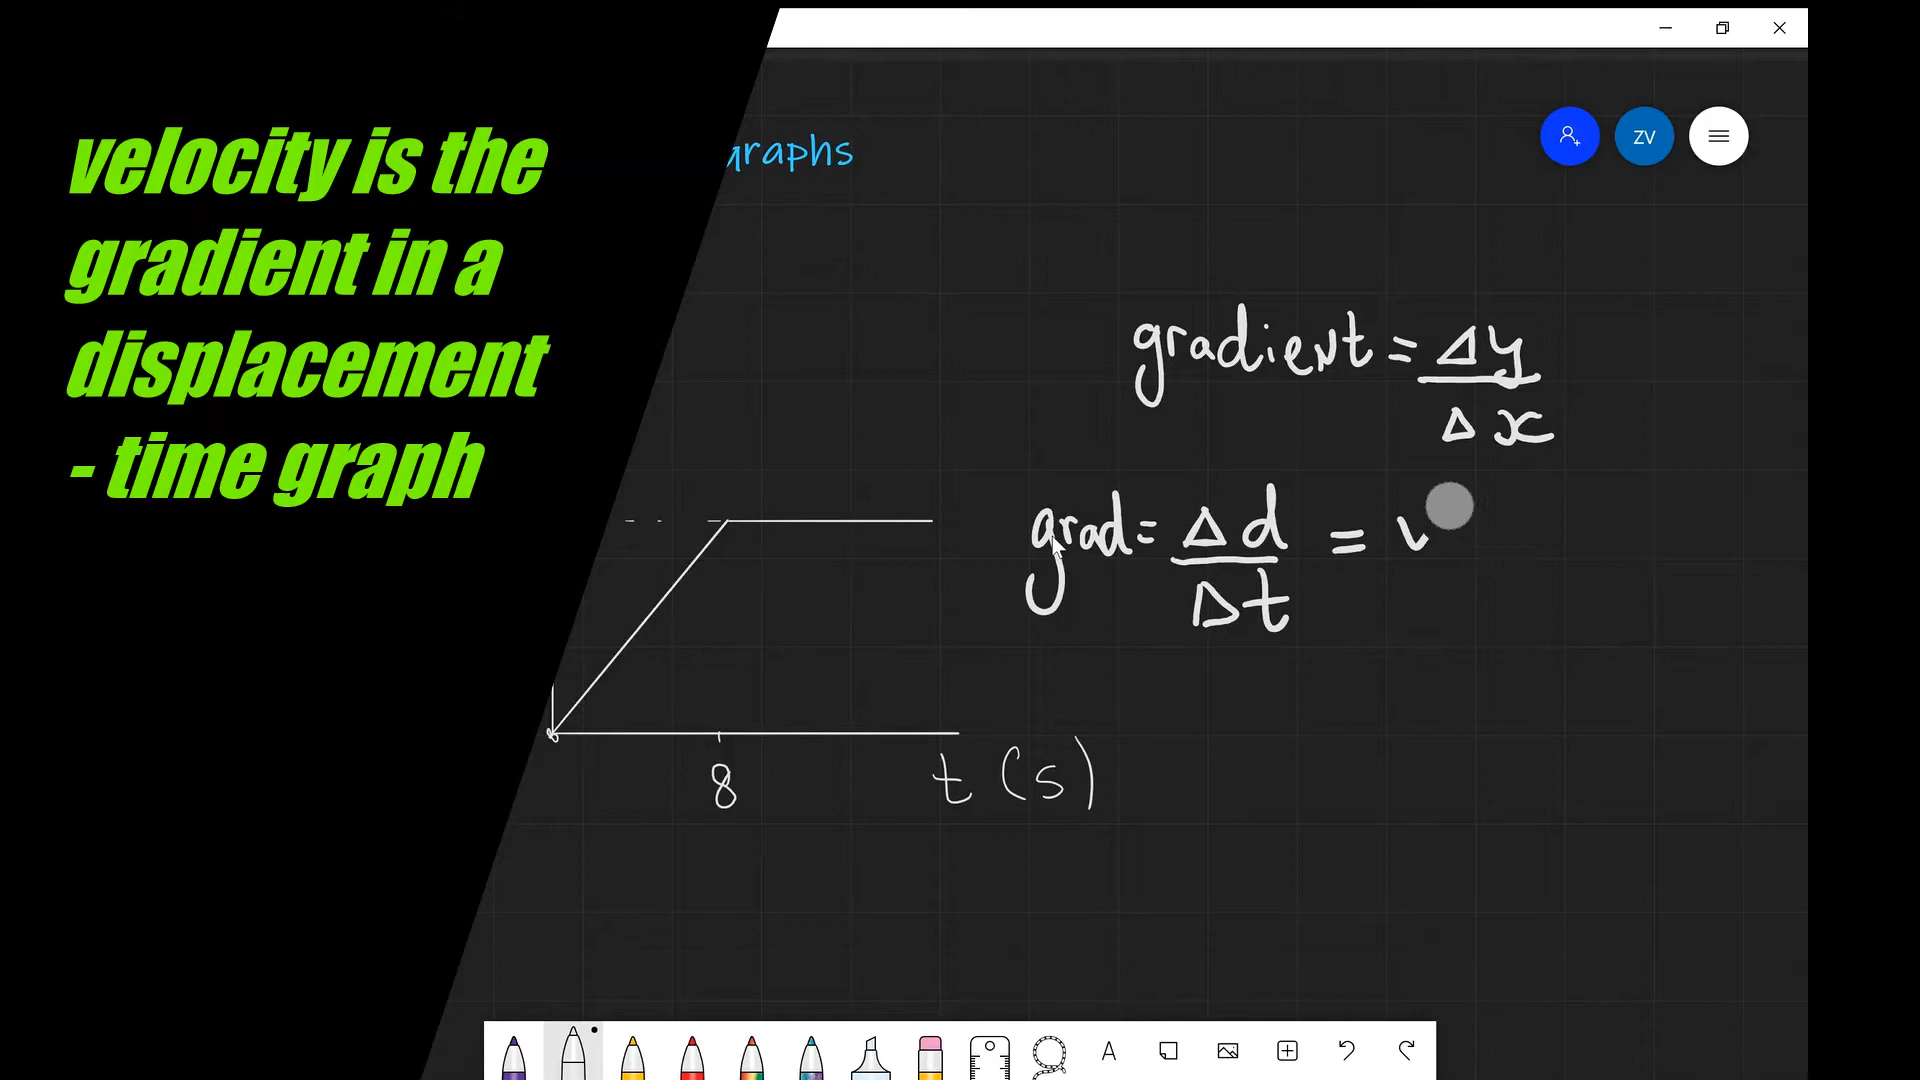 velocity is the
gradient in a
displacement
- time graph
graphs
ZV
gradient = Δy
Δx
grad = Δd = v
Δt
8
t (s)
A